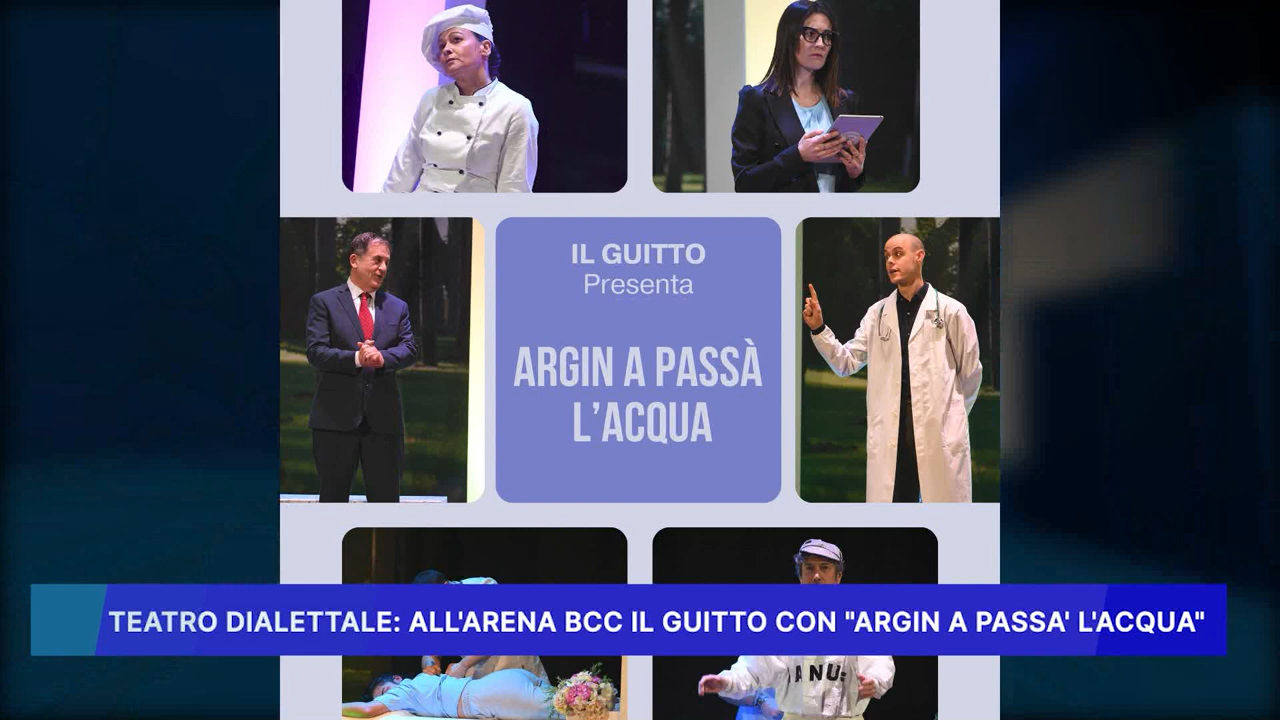 IL GUITTO
Presenta
ARGIN A PASSÀ
L'ACQUA
TEATRO DIALETTALE: ALL'ARENA BCC IL GUITTO CON "ARGIN A PASSA' L'ACQUA"